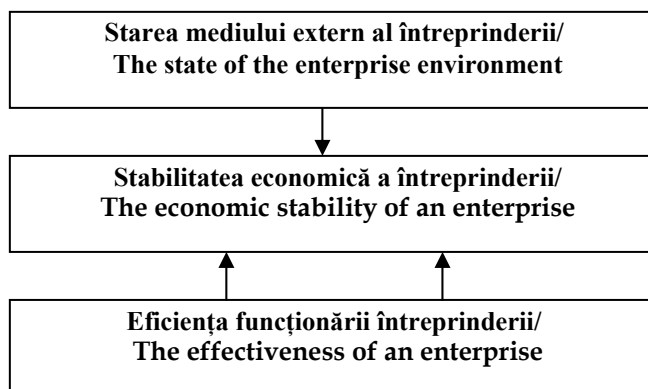 Starea mediului extern al întreprinderii/
The state of the enterprise environment
Stabilitatea economică a întreprinderii/
The economic stability of an enterprise
Eficiența funcționării întreprinderii/
The effectiveness of an enterprise